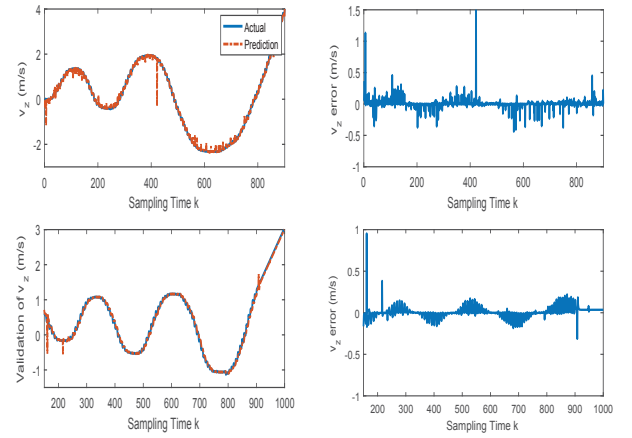 4
2
0
-2
v_z (m/s)
0 200 400 600 800
Sampling Time k
Actual
Prediction
1.5
1
0.5
0
-0.5
-1
v_z error (m/s)
0 200 400 600 800
Sampling Time k
3
2
1
0
-1
Validation of v_z (m/s)
200 300 400 500 600 700 800 900 1000
Sampling Time k
1
0.5
0
-0.5
-1
v_z error (m/s)
200 300 400 500 600 700 800 900 1000
Sampling Time k